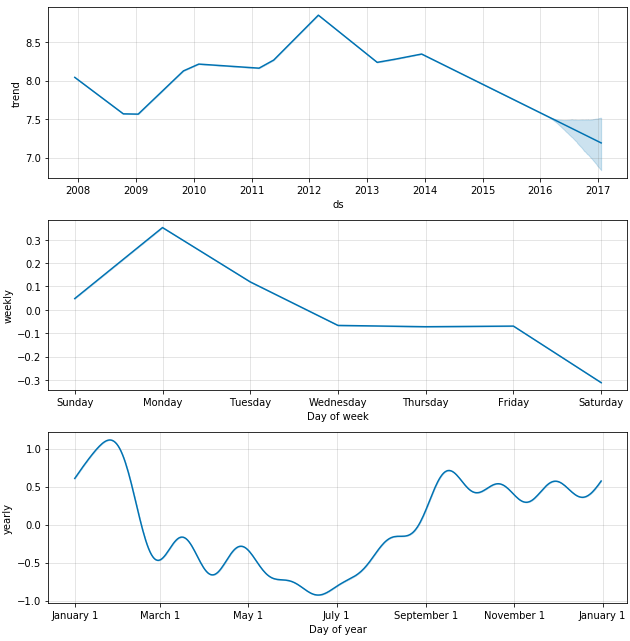 8.5
8.0
7.5
7.0
trend
2008 2009 2010 2011 2012 2013 2014 2015 2016 2017
ds
0.3
0.2
0.1
0.0
−0.1
−0.2
−0.3
weekly
Sunday Monday Tuesday Wednesday Thursday Friday Saturday
Day of week
1.0
0.5
0.0
−0.5
−1.0
yearly
January 1 March 1 May 1 July 1 September 1 November 1 January 1
Day of year